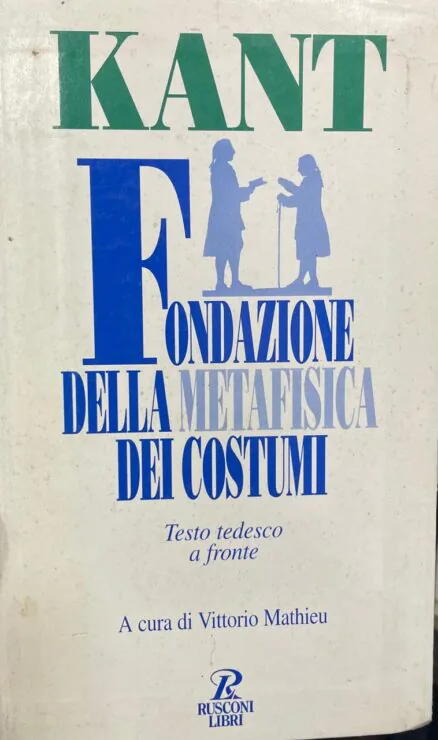 KANT
FONDAZIONE
DELLA METAFISICA
DEI COSTUMI
Testo tedesco
a fronte
A cura di Vittorio Mathieu
R
RUSCONI
LIBRI